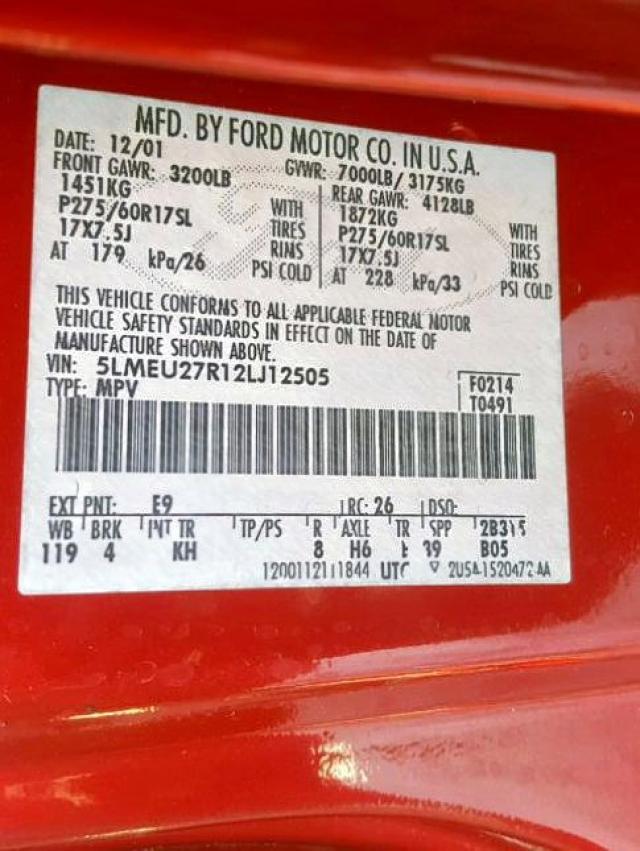 MFD. BY FORD MOTOR CO. IN U.S.A.
DATE: 12/01 GVWR: 7000LB/ 3175KG
FRONT GAWR: 3200LB REAR GAWR: 4128LB
1451KG WITH 1872KG WITH
P275/60R17SL TIRES P275/60R17SL TIRES
17X7.5J RIMS 17X7.5J RIMS
AT 179 kPa/26 PSI COLD AT 228 kPa/33 PSI COLD
THIS VEHICLE CONFORMS TO ALL APPLICABLE FEDERAL MOTOR
VEHICLE SAFETY STANDARDS IN EFFECT ON THE DATE OF
MANUFACTURE SHOWN ABOVE.
VIN: 5LMEU27R12LJ12505 F0214
TYPE: MPV T0491
EXT PNT: E9 RC: 26 DSO:
WB BRK INT TR TP/PS R AXLE TR SPP 2B315
119 4 KH 8 H6 B05
UTC